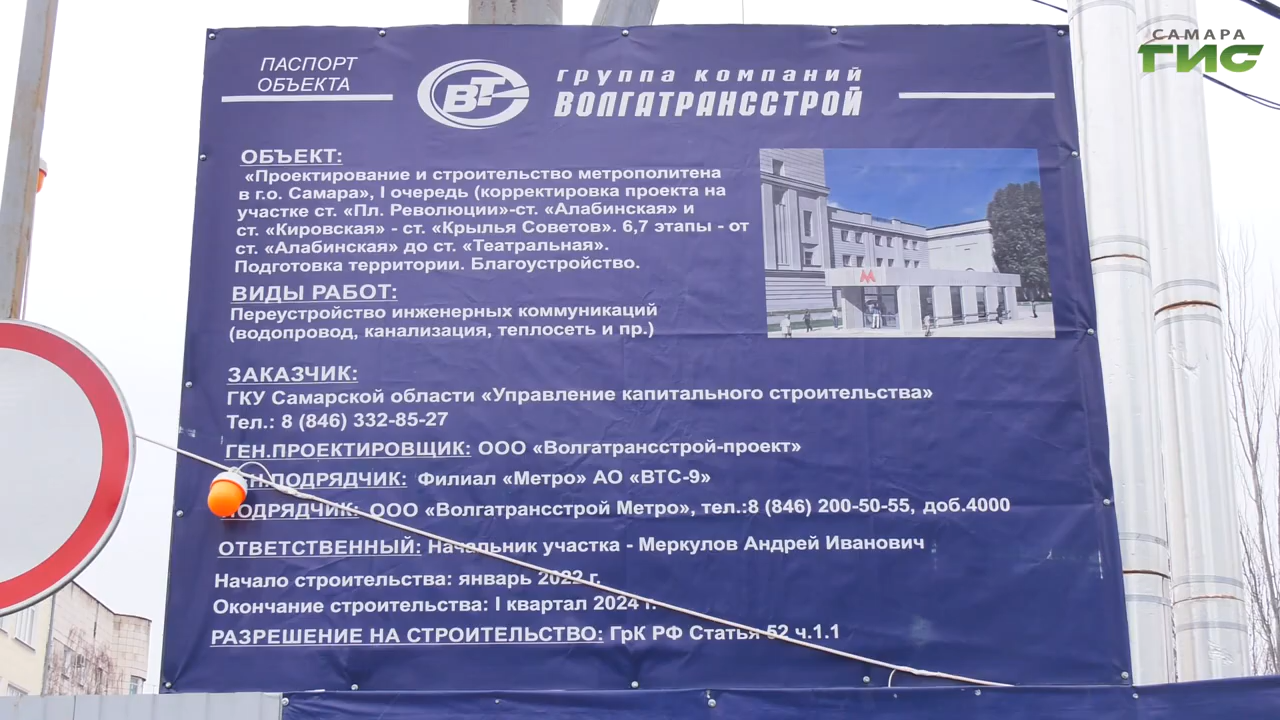 САМАРА
ГИС
ПАСПОРТ
ОБЪЕКТА
ВТС
группа компаний
ВОЛГАТРАНССТРОЙ
ОБЪЕКТ:
«Проектирование и строительство метрополитена
в г.о. Самара», I очередь (корректировка проекта на
участке ст. «Пл. Революции»-ст. «Алабинская» и
ст. «Кировская» - ст. «Крылья Советов». 6,7 этапы - от
ст. «Алабинская» до ст. «Театральная».
Подготовка территории. Благоустройство.
М
ВИДЫ РАБОТ:
Переустройство инженерных коммуникаций
(водопровод, канализация, теплосеть и пр.)
ЗАКАЗЧИК:
ГКУ Самарской области «Управление капитального строительства»
Тел.: 8 (846) 332-85-27
ГЕН.ПРОЕКТИРОВЩИК: ООО «Волгатрансстрой-проект»
ГЕН.ПОДРЯДЧИК: Филиал «Метро» АО «ВТС-9»
ПОДРЯДЧИК: ООО «Волгатрансстрой Метро», тел.:8 (846) 200-50-55, доб.4000
ОТВЕТСТВЕННЫЙ: Начальник участка - Меркулов Андрей Иванович
Начало строительства: январь 2022 г.
Окончание строительства: I квартал 2024 г.
РАЗРЕШЕНИЕ НА СТРОИТЕЛЬСТВО: ГрК РФ Статья 52 ч.1.1